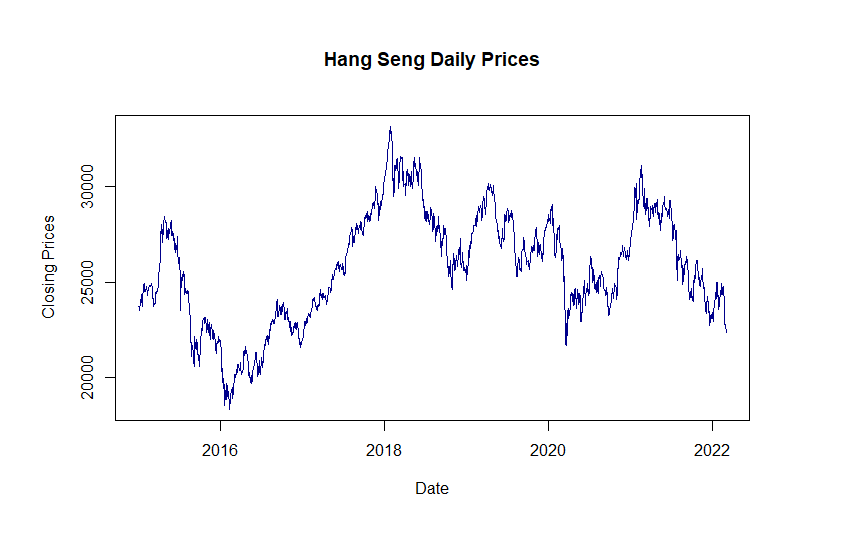 Hang Seng Daily Prices
Closing Prices
30000
25000
20000
2016 2018 2020 2022
Date